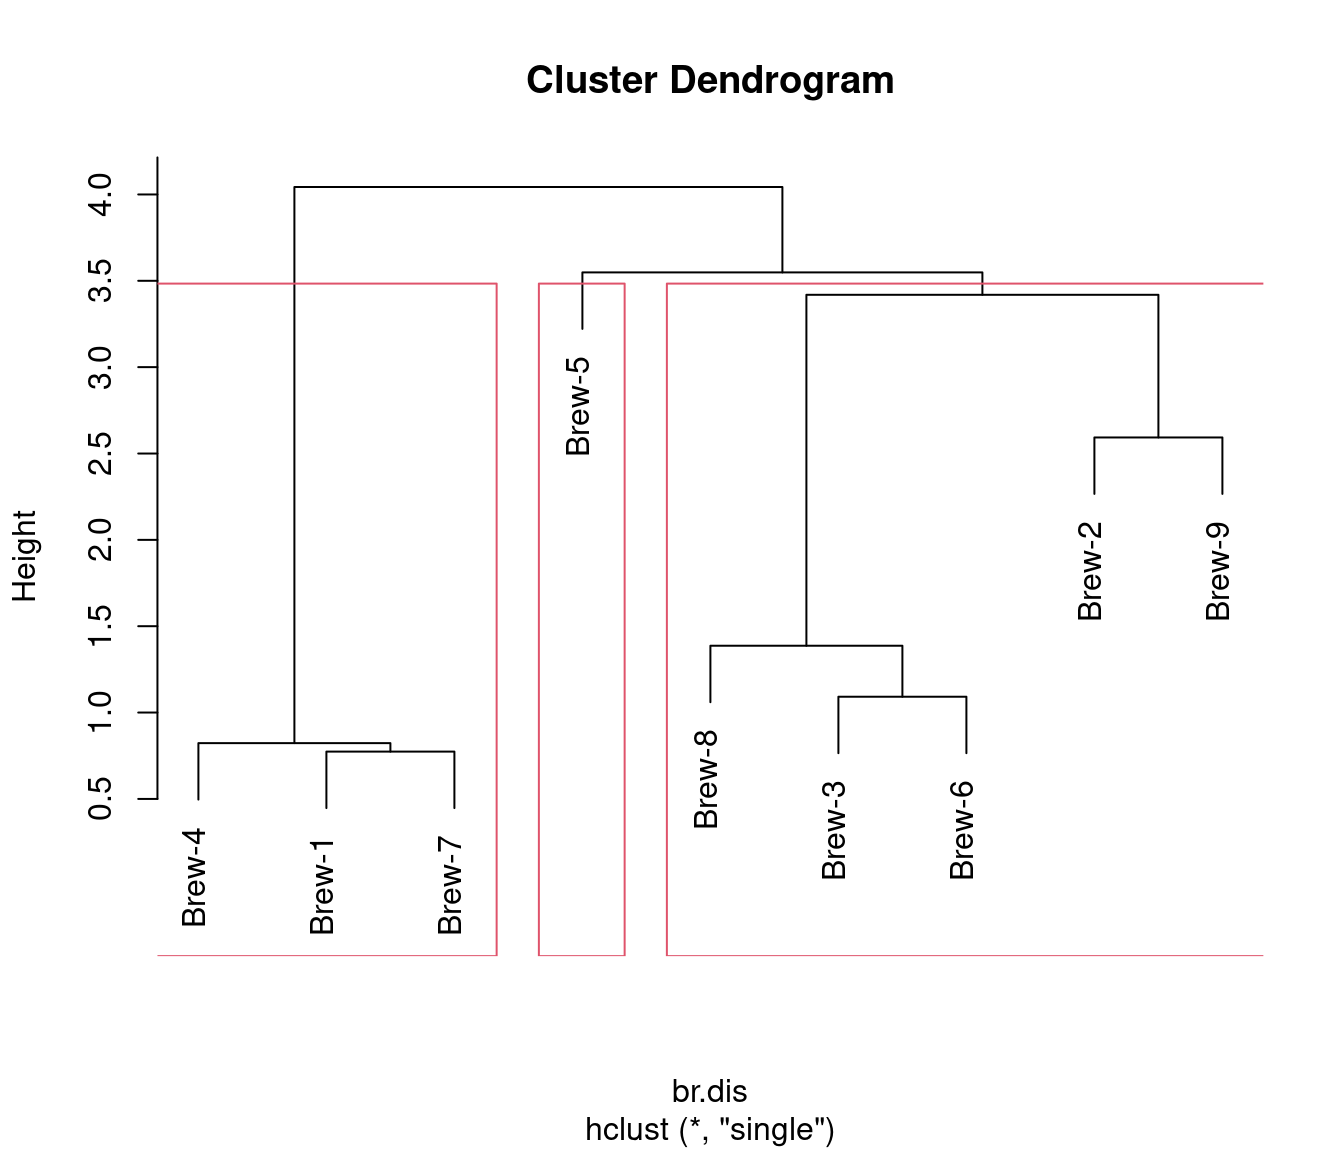 Cluster Dendrogram
Height
4.0
3.5
3.0
2.5
2.0
1.5
1.0
0.5
Brew-4
Brew-1
Brew-7
Brew-5
Brew-8
Brew-3
Brew-6
Brew-2
Brew-9
br.dis
hclust (*, "single")